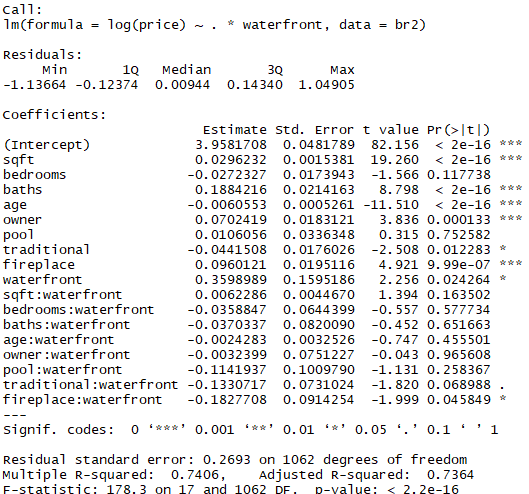 Call:
lm(formula = log(price) ~ . * waterfront, data = br2)
Residuals:
Min 1Q Median 3Q Max
-1.13664 -0.12374 0.00944 0.14340 1.04905
Coefficients:
Estimate Std. Error t value Pr(>|t|)
(Intercept) 3.9581708 0.0481789 82.156 < 2e-16 ***
sqft 0.0296232 0.0015381 19.260 < 2e-16 ***
bedrooms -0.0272327 0.0173943 -1.566 0.117738
baths 0.1884216 0.0214163 8.798 < 2e-16 ***
age -0.0060553 0.0005261 -11.510 < 2e-16 ***
owner 0.0702419 0.0183121 3.836 0.000133 ***
pool 0.0106056 0.0336348 0.315 0.752582
traditional -0.0441508 0.0176026 -2.508 0.012283 *
fireplace 0.0960121 0.0195116 4.921 9.99e-07 ***
waterfront 0.3598989 0.1595186 2.256 0.024264 *
sqft:waterfront 0.0062286 0.0044670 1.394 0.163502
bedrooms:waterfront -0.0358847 0.0644399 -0.557 0.577734
baths:waterfront -0.0370337 0.0820090 -0.452 0.651663
age:waterfront -0.0024283 0.0032526 -0.747 0.455501
owner:waterfront -0.0032399 0.0751227 -0.043 0.965608
pool:waterfront -0.1141937 0.1009790 -1.131 0.258367
traditional:waterfront -0.1330717 0.0731024 -1.820 0.068988 .
fireplace:waterfront -0.1827708 0.0914254 -1.999 0.045849 *
---
Signif. codes: 0 ‘***’ 0.001 ‘**’ 0.01 ‘*’ 0.05 ‘.’ 0.1 ‘ ’ 1
Residual standard error: 0.2693 on 1062 degrees of freedom
Multiple R-squared: 0.7406, Adjusted R-squared: 0.7364
F-statistic: 178.3 on 17 and 1062 DF, p-value: < 2.2e-16